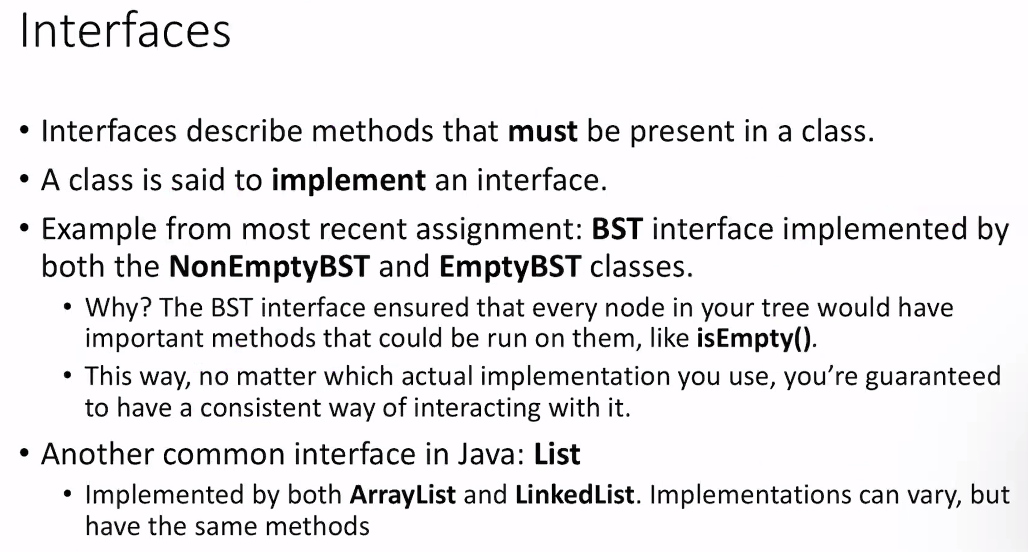 Interfaces
• Interfaces describe methods that must be present in a class.
• A class is said to implement an interface.
• Example from most recent assignment: BST interface implemented by
both the NonEmptyBST and EmptyBST classes.
• Why? The BST interface ensured that every node in your tree would have
important methods that could be run on them, like isEmpty().
• This way, no matter which actual implementation you use, you’re guaranteed
to have a consistent way of interacting with it.
• Another common interface in Java: List
• Implemented by both ArrayList and LinkedList. Implementations can vary, but
have the same methods